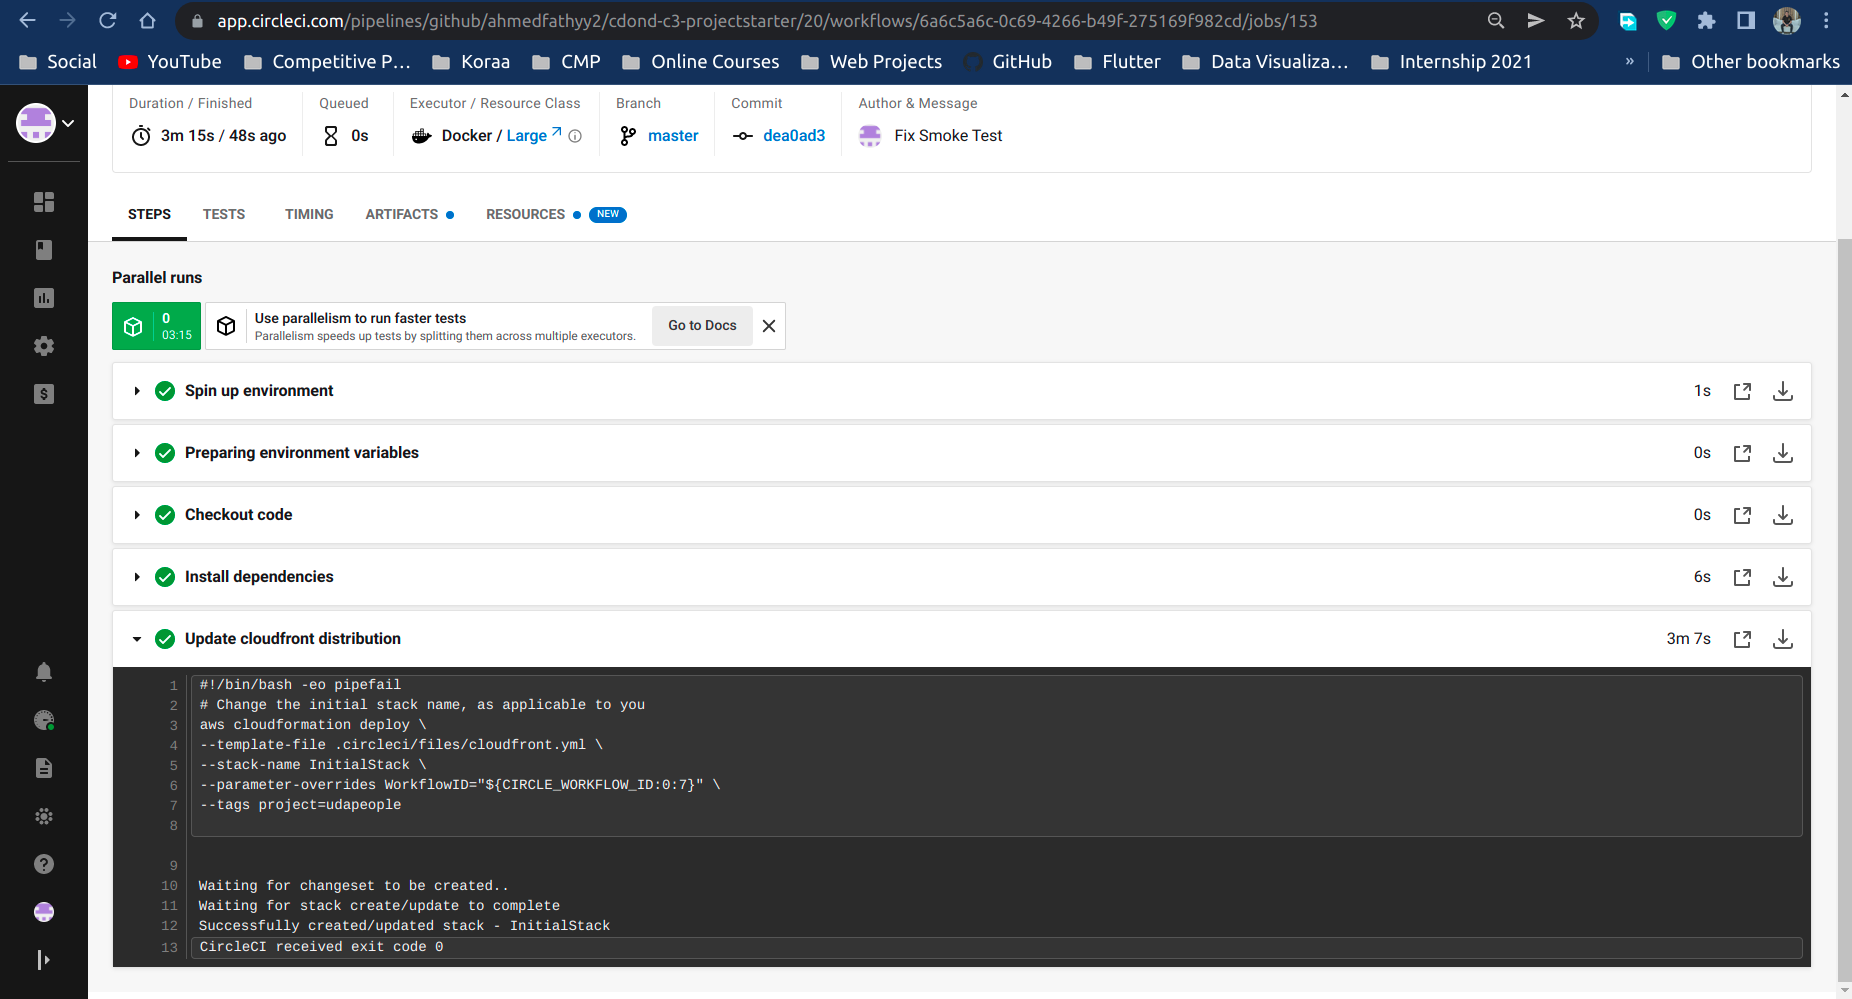 app.circleci.com/pipelines/github/ahmedfathyy2/cdond-c3-projectstarter/20/workflows/6a6c5a6c-0c69-4266-b49f-275169f982cd/jobs/153
Social YouTube Competitive P... Koraa CMP Online Courses Web Projects GitHub Flutter Data Visualiza... Internship 2021 » Other bookmarks
Duration / Finished Queued Executor / Resource Class Branch Commit Author & Message
3m 15s / 48s ago 0s Docker / Large master dea0ad3 Fix Smoke Test
STEPS TESTS TIMING ARTIFACTS RESOURCES NEW
Parallel runs
0
03:15
Use parallelism to run faster tests
Parallelism speeds up tests by splitting them across multiple executors.
Go to Docs
Spin up environment 1s
Preparing environment variables 0s
Checkout code 0s
Install dependencies 6s
Update cloudfront distribution 3m 7s
1 #!/bin/bash -eo pipefail
2 # Change the initial stack name, as applicable to you
3 aws cloudformation deploy \
4 --template-file .circleci/files/cloudfront.yml \
5 --stack-name InitialStack \
6 --parameter-overrides WorkflowID="${CIRCLE_WORKFLOW_ID:0:7}" \
7 --tags project=udapeople
8
9
10 Waiting for changeset to be created..
11 Waiting for stack create/update to complete
12 Successfully created/updated stack - InitialStack
13 CircleCI received exit code 0